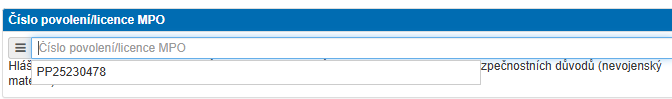 Číslo povolení/licence MPO
Číslo povolení/licence MPO
PP25230478
Hláš zpečnostních důvodů (nevojenský
mate